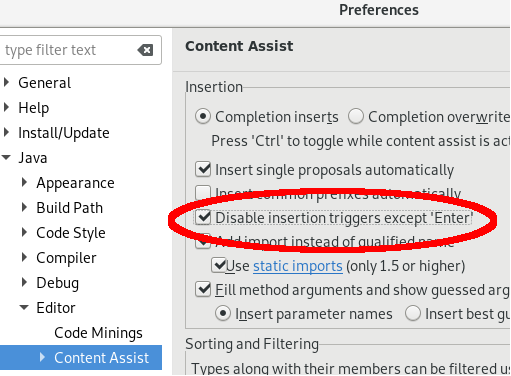 Preferences
type filter text
Content Assist
General
Help
Install/Update
Java
Appearance
Build Path
Code Style
Compiler
Debug
Editor
Code Minings
Content Assist
Insertion
Completion inserts
Completion overwrite
Press 'Ctrl' to toggle while content assist is act
Insert single proposals automatically
Insert common prefixes automatically
Disable insertion triggers except 'Enter'
Add import instead of qualified name
Use static imports (only 1.5 or higher)
Fill method arguments and show guessed arg
Insert parameter names
Insert best gu
Sorting and Filtering
Types along with their members can be filtered us